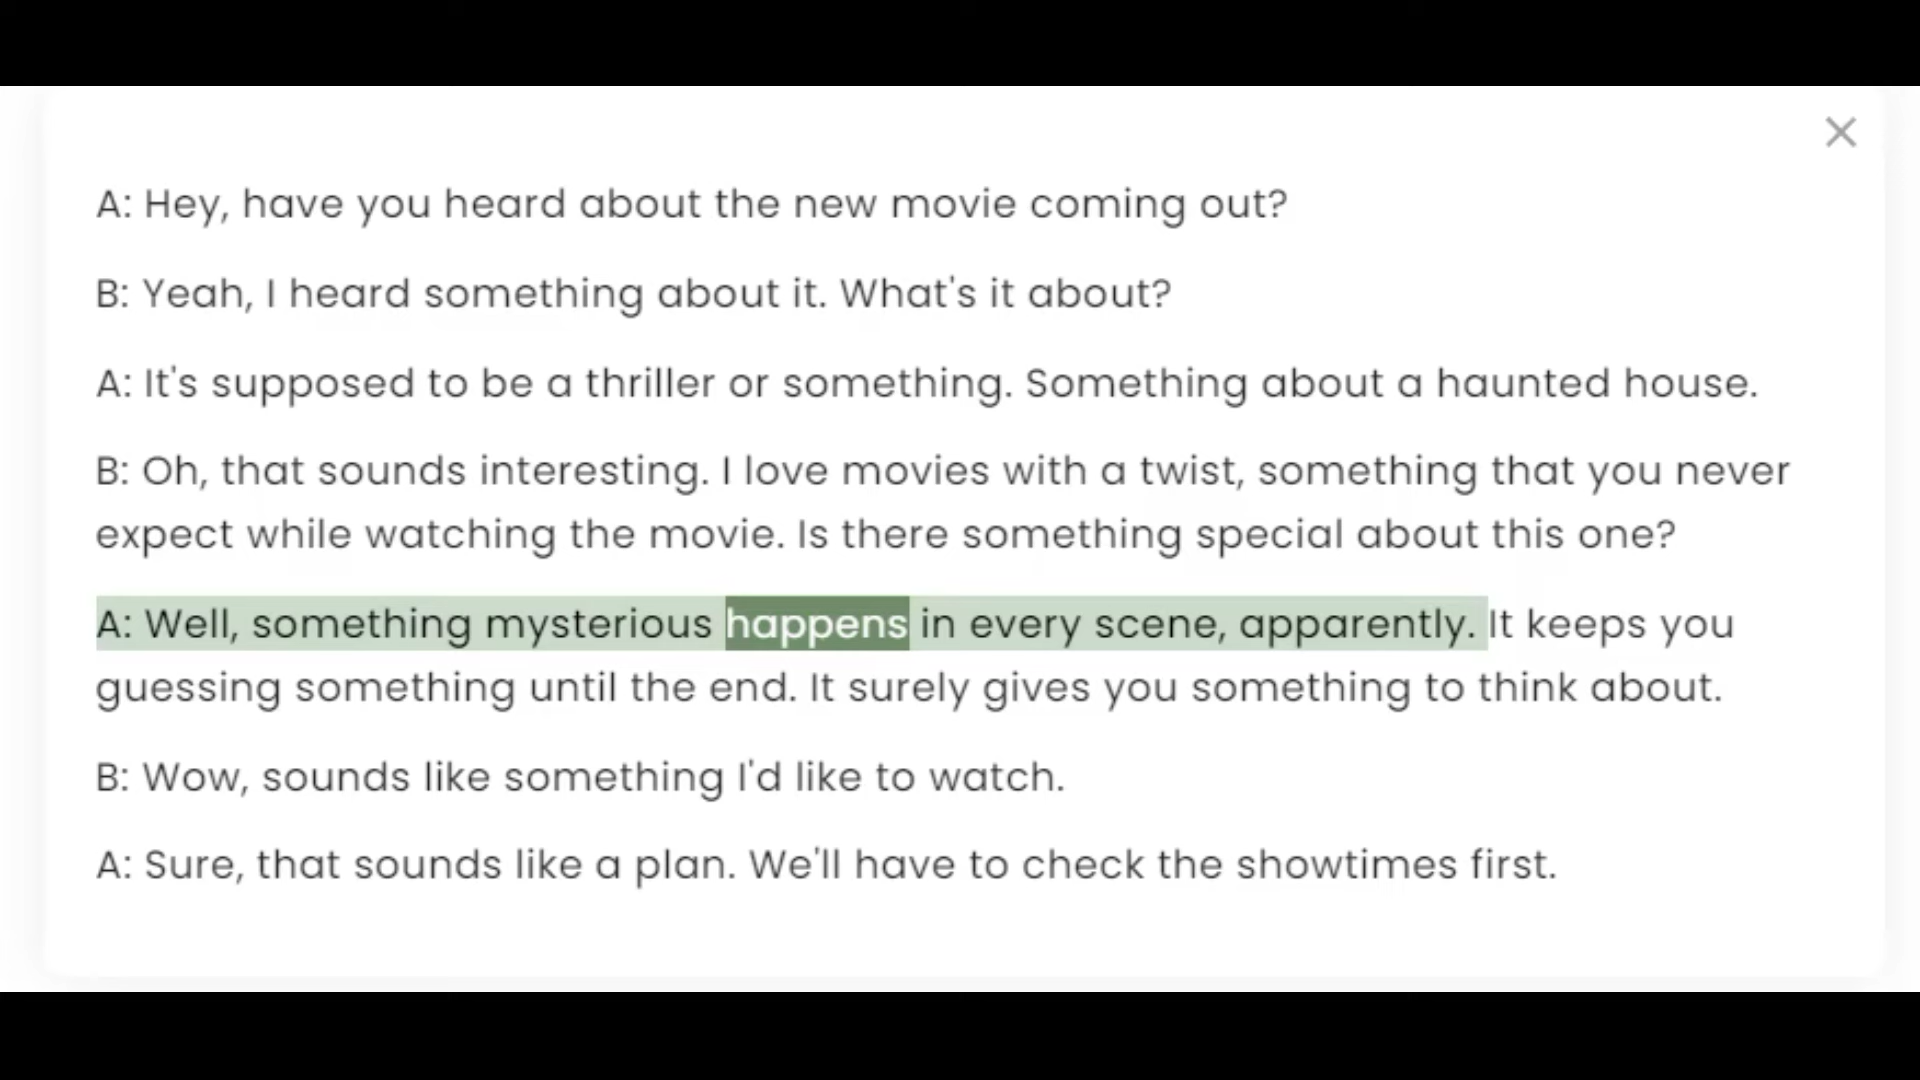 A: Hey, have you heard about the new movie coming out?
B: Yeah, I heard something about it. What's it about?
A: It's supposed to be a thriller or something. Something about a haunted house.
B: Oh, that sounds interesting. I love movies with a twist, something that you never
expect while watching the movie. Is there something special about this one?
A: Well, something mysterious happens in every scene, apparently. It keeps you
guessing something until the end. It surely gives you something to think about.
B: Wow, sounds like something I'd like to watch.
A: Sure, that sounds like a plan. We'll have to check the showtimes first.